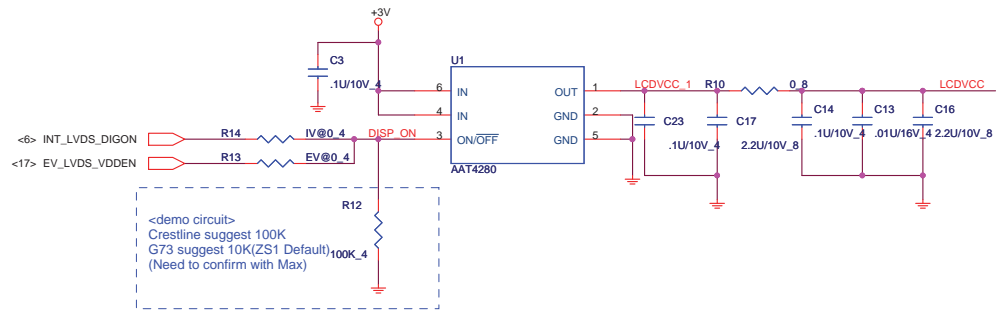 +3V
C3
.1U/10V_4
U1
6
IN
4
IN
3
ON/OFF
OUT
1
GND
2
GND
5
AAT4280
<6> INT_LVDS_DIGON
R14
IV@0_4
DISP_ON
<17> EV_LVDS_VDDEN
R13
EV@0_4
LCDVCC_1
R10
0_8
LCDVCC
C23
.1U/10V_4
C17
2.2U/10V_8
C14
.1U/10V_4
C13
.01U/16V_4
C16
2.2U/10V_8
R12
100K_4
<demo circuit>
Crestline suggest 100K
G73 suggest 10K(ZS1 Default)
(Need to confirm with Max)